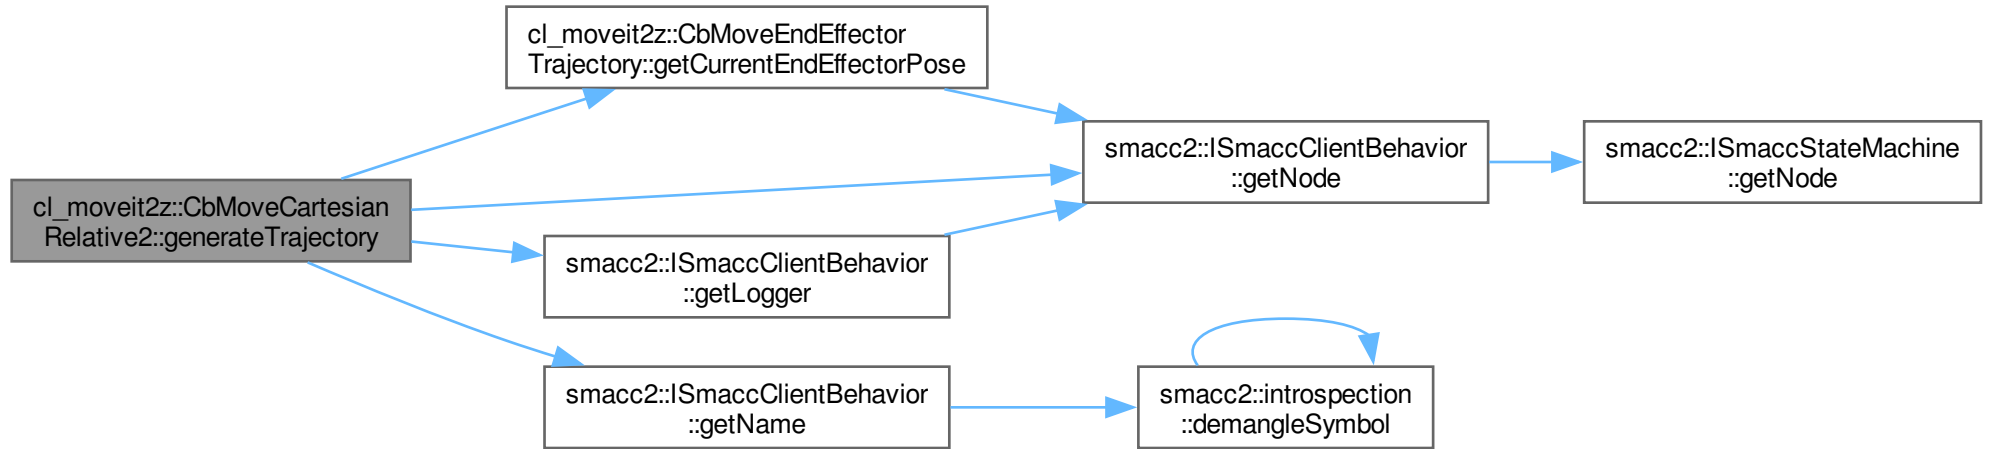 cl_moveit2z::CbMoveEndEffector
Trajectory::getCurrentEndEffectorPose
smacc2::ISmaccClientBehavior
::getNode
smacc2::ISmaccStateMachine
::getNode
cl_moveit2z::CbMoveCartesian
Relative2::generateTrajectory
smacc2::ISmaccClientBehavior
::getLogger
smacc2::ISmaccClientBehavior
::getName
smacc2::introspection
::demangleSymbol